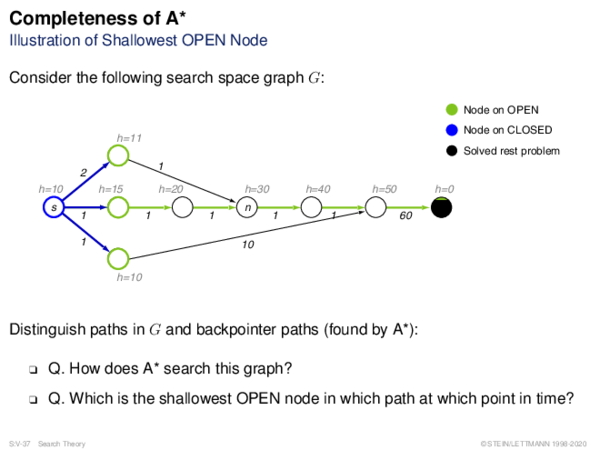 Completeness of A*
Illustration of Shallowest OPEN Node
Consider the following search space graph G:
Node on OPEN
Node on CLOSED
Solved rest problem
h=11
2
1
h=10
h=15
h=20
h=30
h=40
h=50
h=0
s
n
1
1
1
1
1
60
1
10
h=10
Distinguish paths in G and backpointer paths (found by A*):
❑ Q. How does A* search this graph?
❑ Q. Which is the shallowest OPEN node in which path at which point in time?
S:V-37 Search Theory
©STEIN/LETTMANN 1998-2020